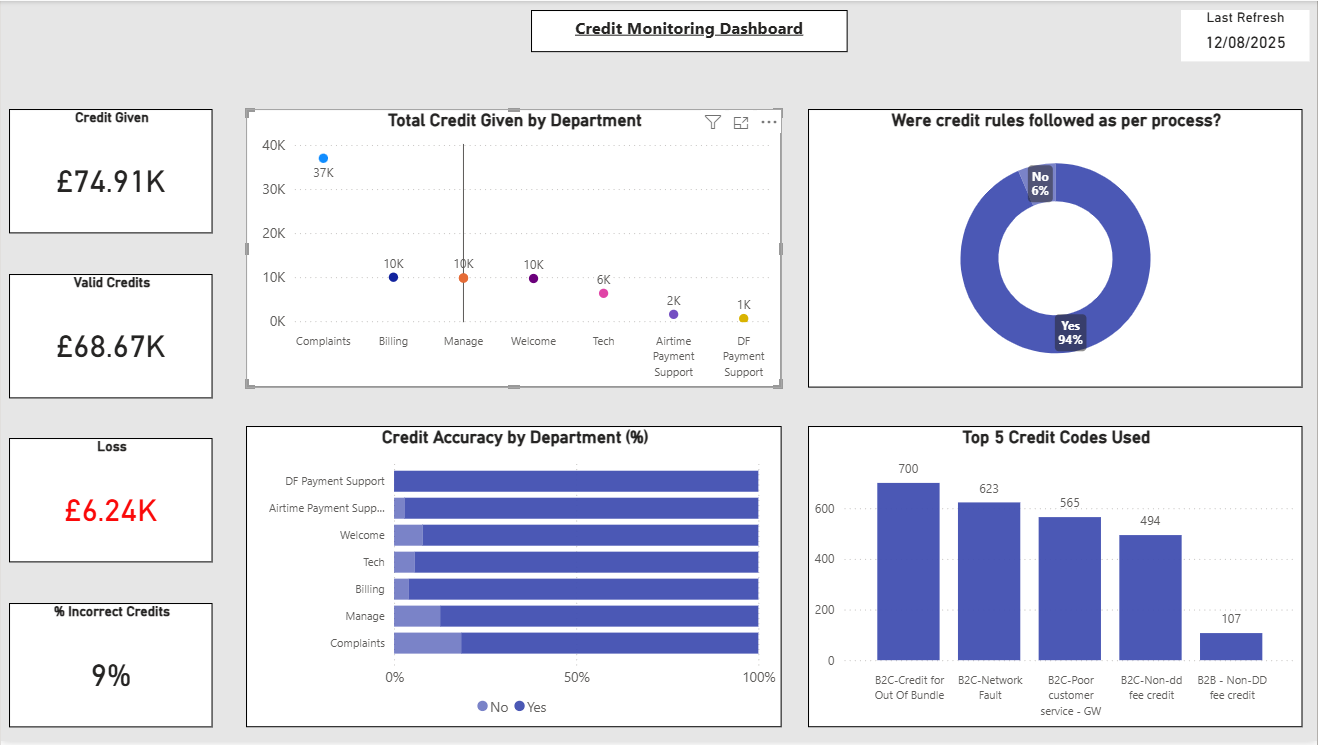 Credit Monitoring Dashboard
Last Refresh
12/08/2025
Credit Given
£74.91K
Valid Credits
£68.67K
Loss
£6.24K
% Incorrect Credits
9%
Total Credit Given by Department
40K
30K
20K
10K
0K
37K
10K
10K
10K
6K
2K
1K
Complaints
Billing
Manage
Welcome
Tech
Airtime
Payment
Support
DF
Payment
Support
Were credit rules followed as per process?
No
6%
Yes
94%
Credit Accuracy by Department (%)
DF Payment Support
Airtime Payment Supp...
Welcome
Tech
Billing
Manage
Complaints
0%
50%
100%
No
Yes
Top 5 Credit Codes Used
600
400
200
0
700
623
565
494
107
B2C-Credit for
Out Of Bundle
B2C-Network
Fault
B2C-Poor
customer
service - GW
B2C-Non-dd
fee credit
B2B - Non-DD
fee credit